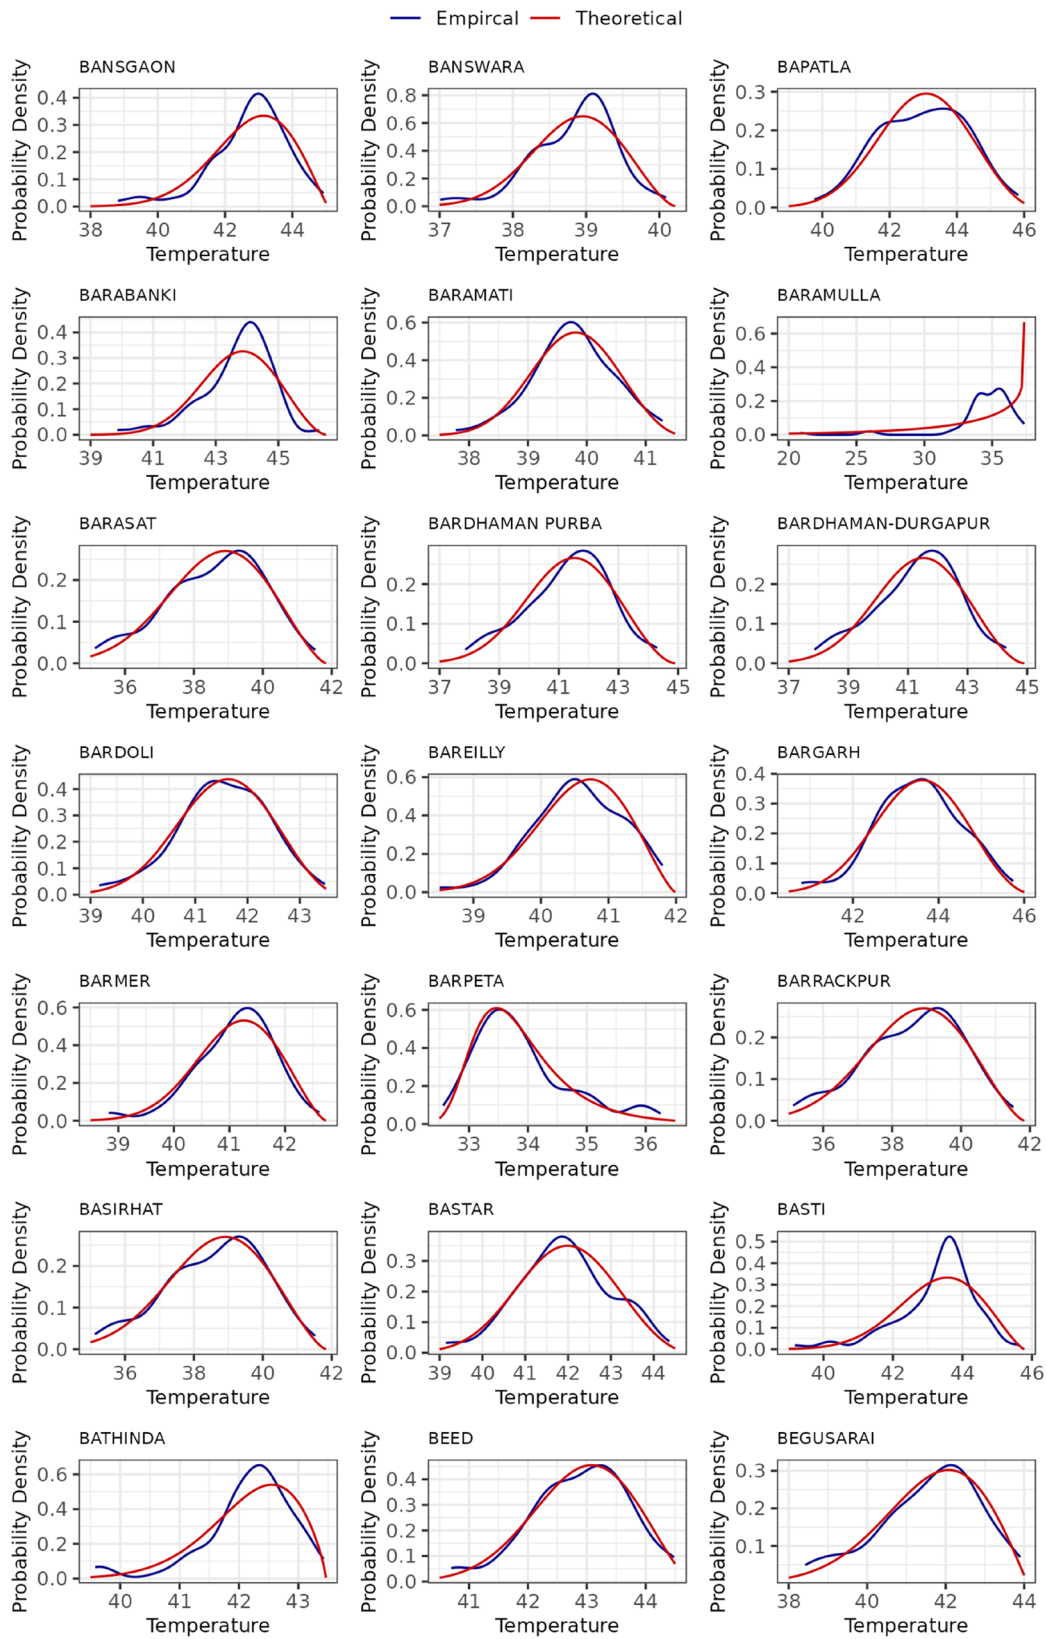 Empircal Theoretical
BANSGAON BANSWARA BAPATLA
Probability Density Probability Density Probability Density
0.4 0.3 0.2 0.1 0.0 0.8 0.6 0.4 0.2 0.0 0.3 0.2 0.1 0.0
38 40 42 44 37 38 39 40 40 42 44 46
Temperature Temperature Temperature
BARABANKI BARAMATI BARAMULLA
Probability Density Probability Density Probability Density
0.4 0.3 0.2 0.1 0.0 0.6 0.4 0.2 0.0 0.6 0.4 0.2 0.0
39 41 43 45 38 39 40 41 20 25 30 35
Temperature Temperature Temperature
BARASAT BARDHAMAN PURBA BARDHAMAN-DURGAPUR
Probability Density Probability Density Probability Density
0.2 0.1 0.0 0.2 0.1 0.0 0.2 0.1 0.0
36 38 40 42 37 39 41 43 45 37 39 41 43 45
Temperature Temperature Temperature
BARDOLI BAREILLY BARGARH
Probability Density Probability Density Probability Density
0.4 0.3 0.2 0.1 0.0 0.6 0.4 0.2 0.0 0.4 0.3 0.2 0.1 0.0
39 40 41 42 43 39 40 41 42 42 44 46
Temperature Temperature Temperature
BARMER BARPETA BARRACKPUR
Probability Density Probability Density Probability Density
0.6 0.4 0.2 0.0 0.6 0.4 0.2 0.0 0.2 0.1 0.0
39 40 41 42 33 34 35 36 36 38 40 42
Temperature Temperature Temperature
BASIRHAT BASTAR BASTI
Probability Density Probability Density Probability Density
0.2 0.1 0.0 0.3 0.2 0.1 0.0 0.5 0.4 0.3 0.2 0.1 0.0
36 38 40 42 39 40 41 42 43 44 40 42 44 46
Temperature Temperature Temperature
BATHINDA BEED BEGUSARAI
Probability Density Probability Density Probability Density
0.6 0.4 0.2 0.0 0.4 0.3 0.2 0.1 0.0 0.3 0.2 0.1
40 41 42 43 41 42 43 44 38 40 42 44
Temperature Temperature Temperature